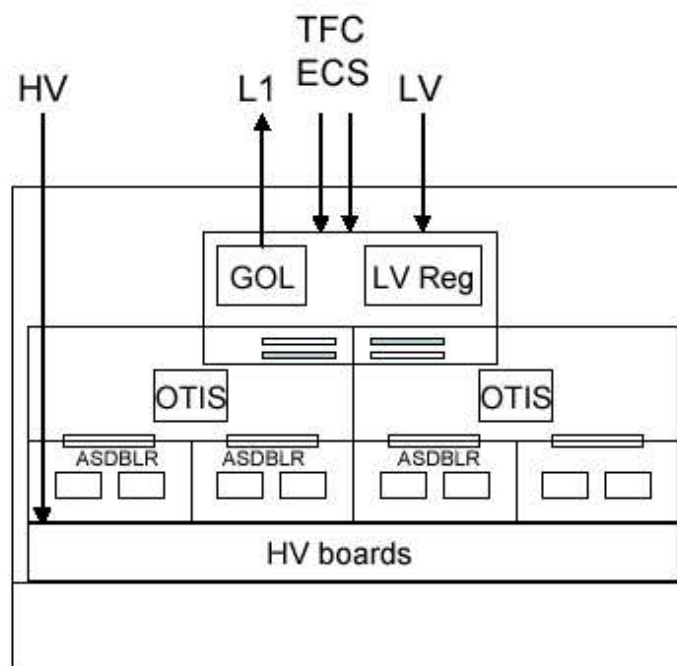 TFC
ECS
HV
L1
LV
GOL
LV Reg
OTIS
OTIS
ASDBLR
ASDBLR
ASDBLR
HV boards